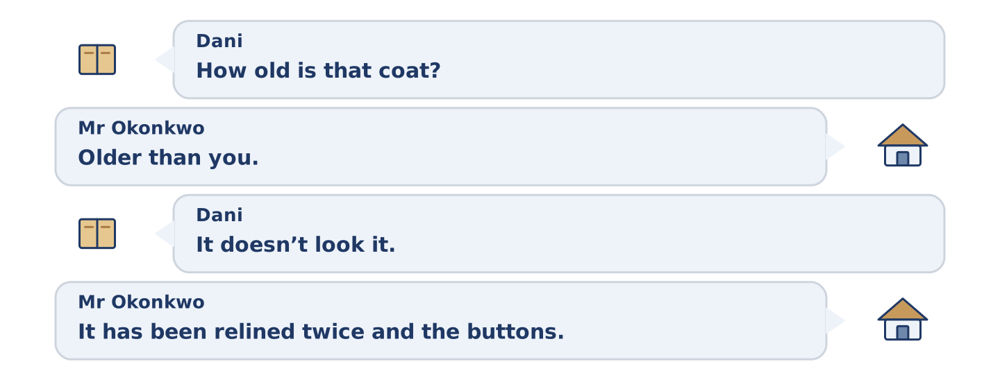 Dani
How old is that coat?
Mr Okonkwo
Older than you.
Dani
It doesn’t look it.
Mr Okonkwo
It has been relined twice and the buttons.